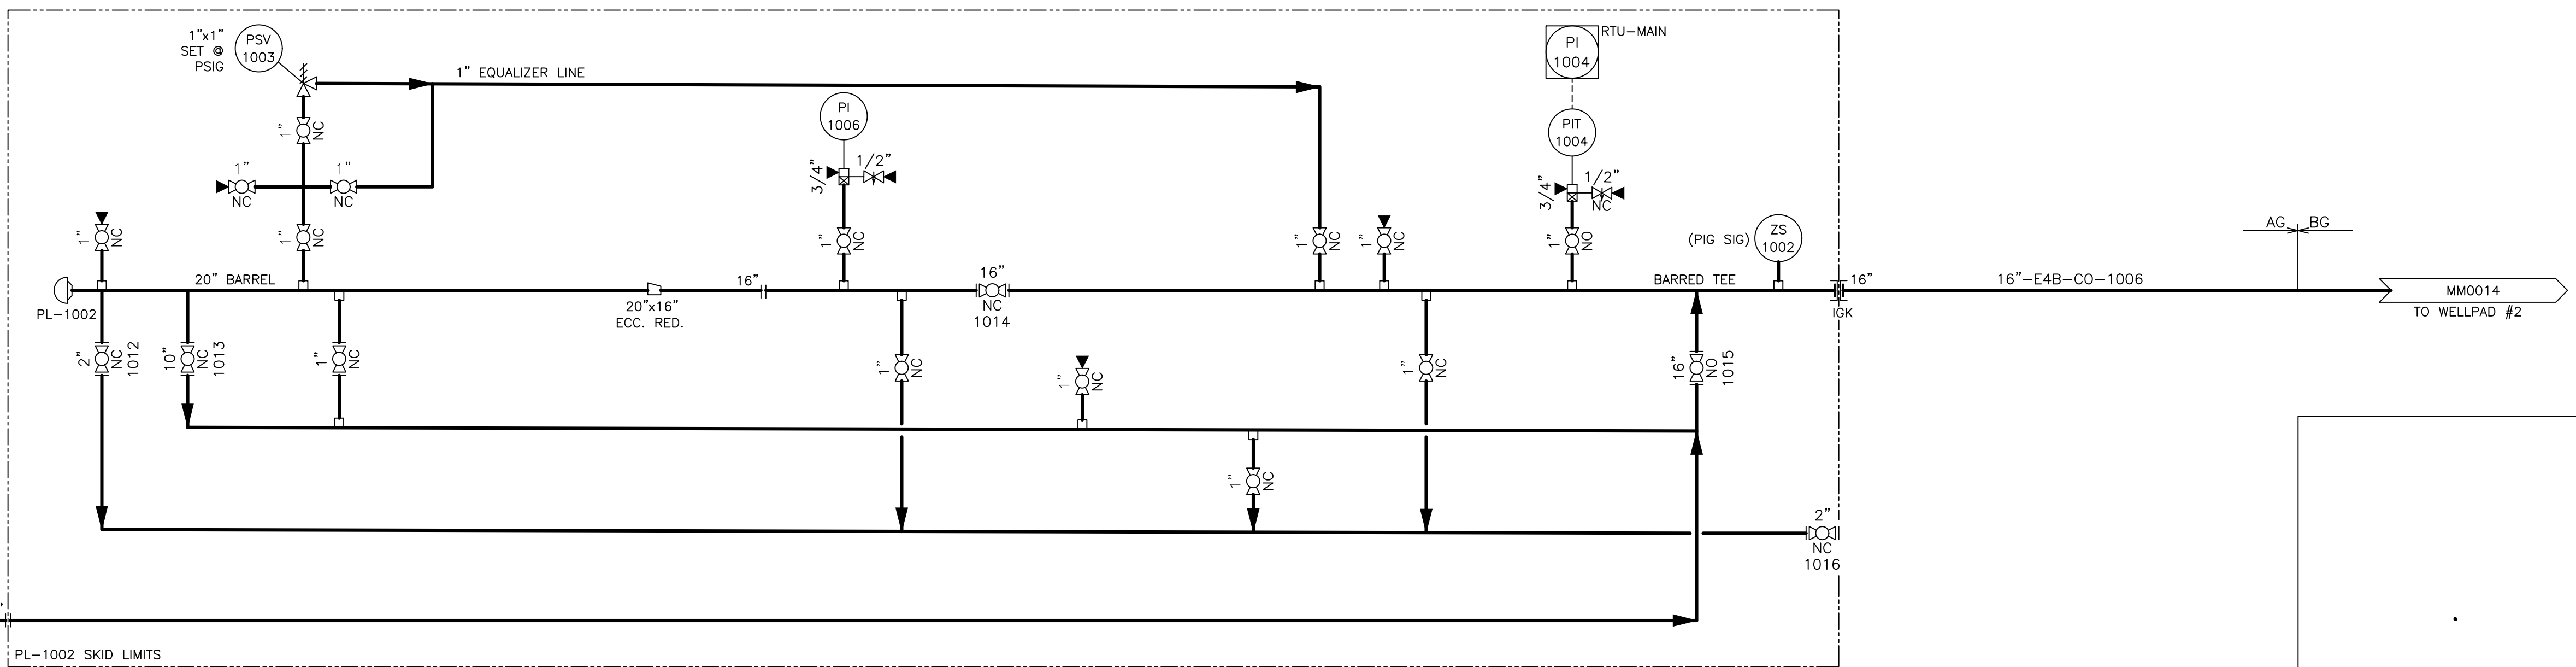 1"x1"
SET @
PSIG
PSV
1003
1" EQUALIZER LINE
PI
1006
PI
1004
RTU-MAIN
PIT
1004
1"
NC
1"
NC
1"
NC
3/4"
1/2"
3/4"
1/2"
NC
1"
NC
1"
NC
1"
NC
1"
NC
1"
NC
1"
NO
(PIG SIG)
ZS
1002
AG
BG
PL-1002
20" BARREL
20"x16"
ECC. RED.
16"
16"
NC
1014
BARRED TEE
16"
IGK
16"-E4B-CO-1006
MM0014
TO WELLPAD #2
2"
NC
1012
10"
NC
1013
1"
NC
1"
NC
1"
NC
1"
NC
16"
NO
1015
1"
NC
2"
NC
1016
PL-1002 SKID LIMITS